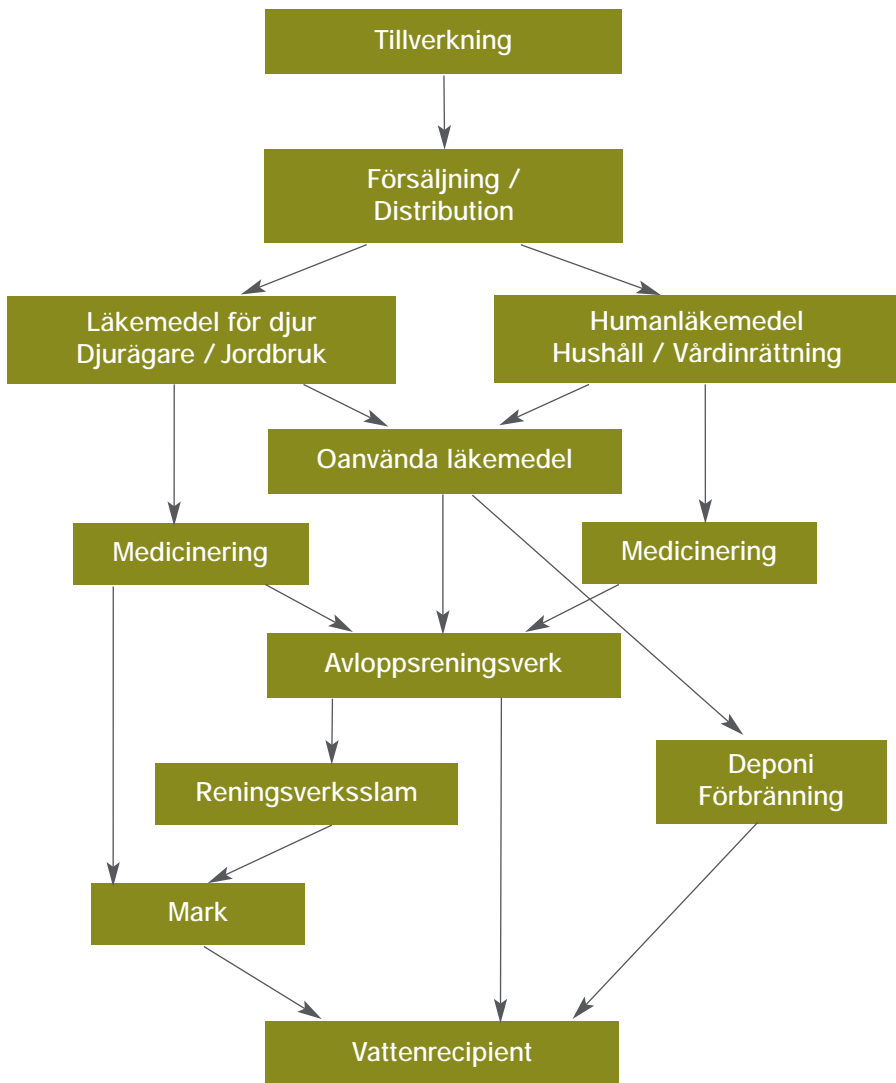 Tillverkning
Försäljning /
Distribution
Läkemedel för djur
Djurägare / Jordbruk
Humanläkemedel
Hushåll / Vårdinrättning
Oanvända läkemedel
Medicinering
Medicinering
Avloppsreningsverk
Reningsverksslam
Deponi
Förbränning
Mark
Vattenrecipient